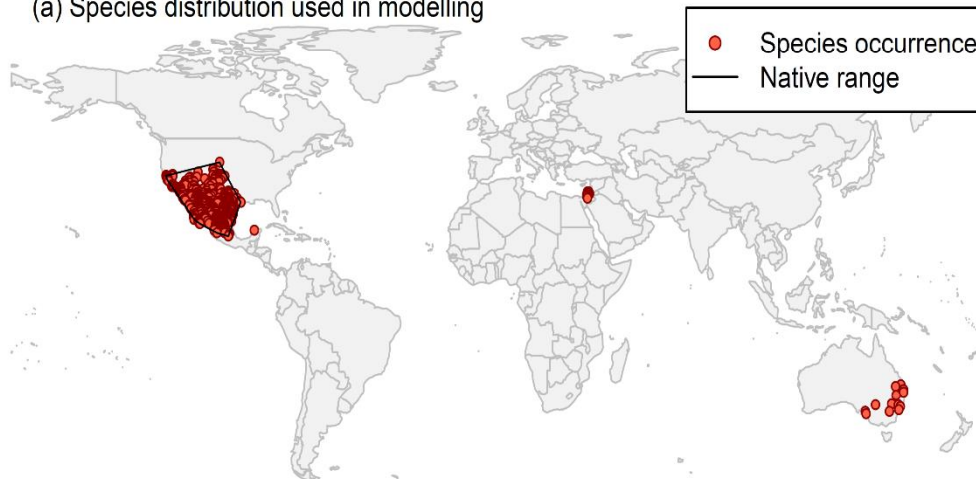 (a) Species distribution used in modelling
Species occurrence
Native range